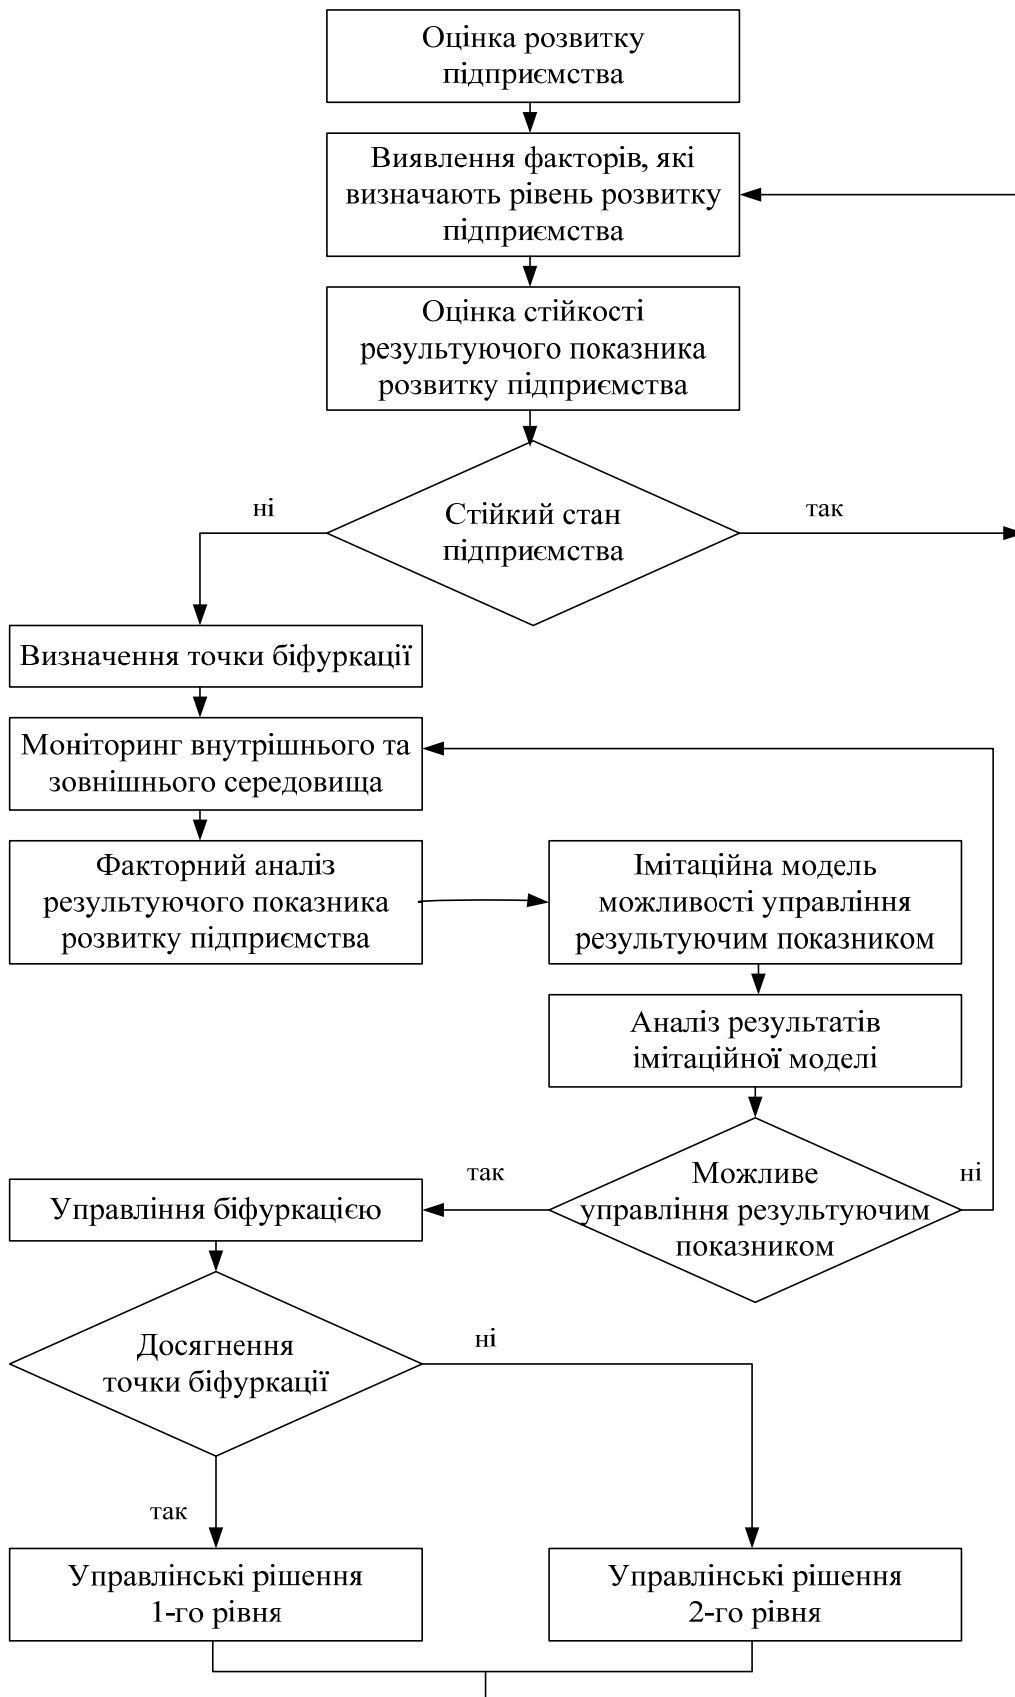 Оцінка розвитку
підприємства
Виявлення факторів, які
визначають рівень розвитку
підприємства
Оцінка стійкості
результуючого показника
розвитку підприємства
ні
Стійкий стан
підприємства
так
Визначення точки біфуркації
Моніторинг внутрішнього та
зовнішнього середовища
Факторний аналіз
результуючого показника
розвитку підприємства
Імітаційна модель
можливості управління
результуючим показником
Аналіз результатів
імітаційної моделі
так
Можливе
управління результуючим
показником
ні
Управління біфуркацією
Досягнення
точки біфуркації
ні
так
Управлінські рішення
1-го рівня
Управлінські рішення
2-го рівня